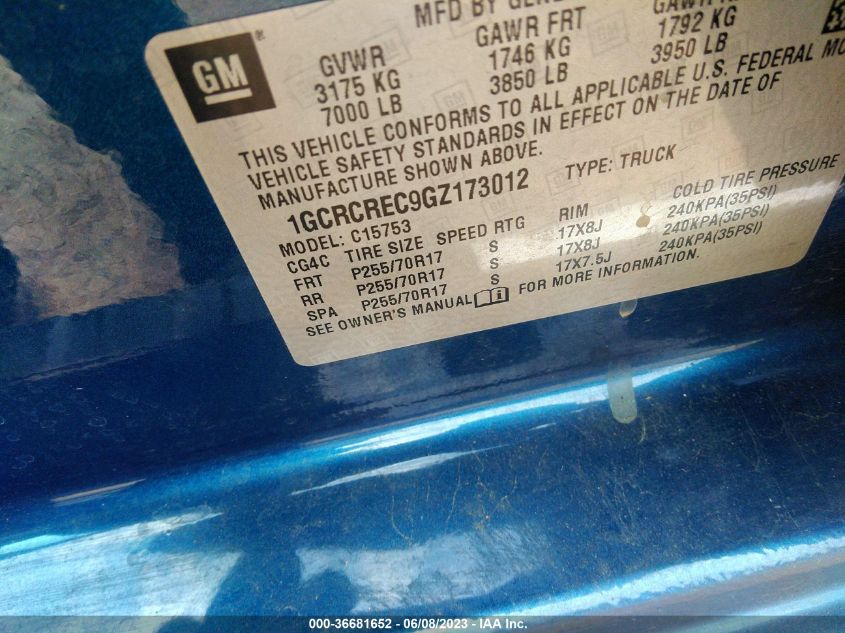 MFD BY
GM ®
GVWR GAWR FRT
3175 KG 1746 KG 1792 KG
7000 LB 3850 LB 3950 LB
THIS VEHICLE CONFORMS TO ALL APPLICABLE U.S. FEDERAL
VEHICLE SAFETY STANDARDS IN EFFECT ON THE DATE OF
MANUFACTURE SHOWN ABOVE.
1GCRCREC9GZ173012 TYPE: TRUCK
MODEL: C15753
CG4C TIRE SIZE SPEED RTG RIM COLD TIRE PRESSURE
FRT P255/70R17 S 17X8J 240KPA(35PSI)
RR P255/70R17 S 17X8J 240KPA(35PSI)
SPA P255/70R17 S 17X7.5J 240KPA(35PSI)
SEE OWNER'S MANUAL FOR MORE INFORMATION.
000-36681652 - 06/08/2023 - © IAA Inc.